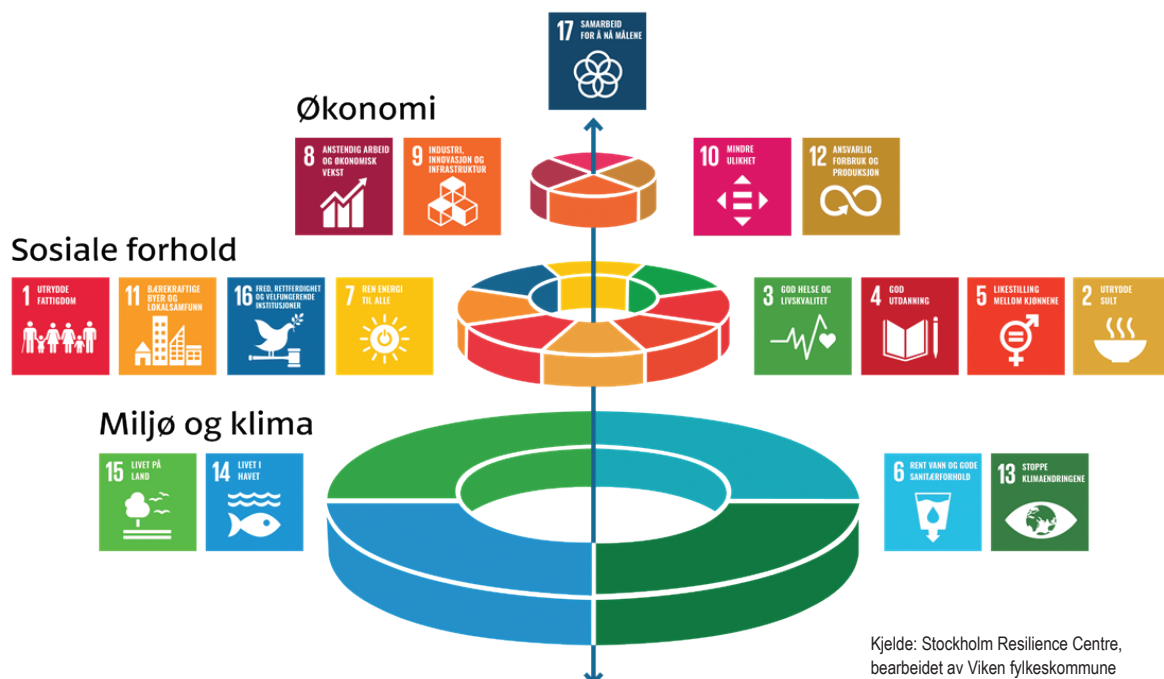 17 SAMARBEID
FOR Å NÅ MÅLENE
Økonomi
8 ANSTENDIG ARBEID
OG ØKONOMISK
VEKST
9 INDUSTRI,
INNOVASJON OG
INFRASTRUKTUR
10 MINDRE
ULIKHET
12 ANSVARLIG
FORBRUK OG
PRODUKSJON
Sosiale forhold
1 UTRYDDE
FATTIGDOM
11 BÆREKRAFTIGE
BYER OG
LOKALSAMFUNN
16 FRED, RETTFERDIGHET
OG VELFUNGERENDE
INSTITUSJONER
7 REN ENERGI
TIL ALLE
3 GOD HELSE OG
LIVSKVALITET
4 GOD
UTDANNING
5 LIKESTILLING
MELLOM KJØNNENE
2 UTRYDDE
SULT
Miljø og klima
15 LIVET PÅ
LAND
14 LIVET I
HAVET
6 RENT VANN OG GODE
SANITÆRFORHOLD
13 STOPPE
KLIMAENDRINGENE
Kjelde: Stockholm Resilience Centre,
bearbeidet av Viken fylkeskommune